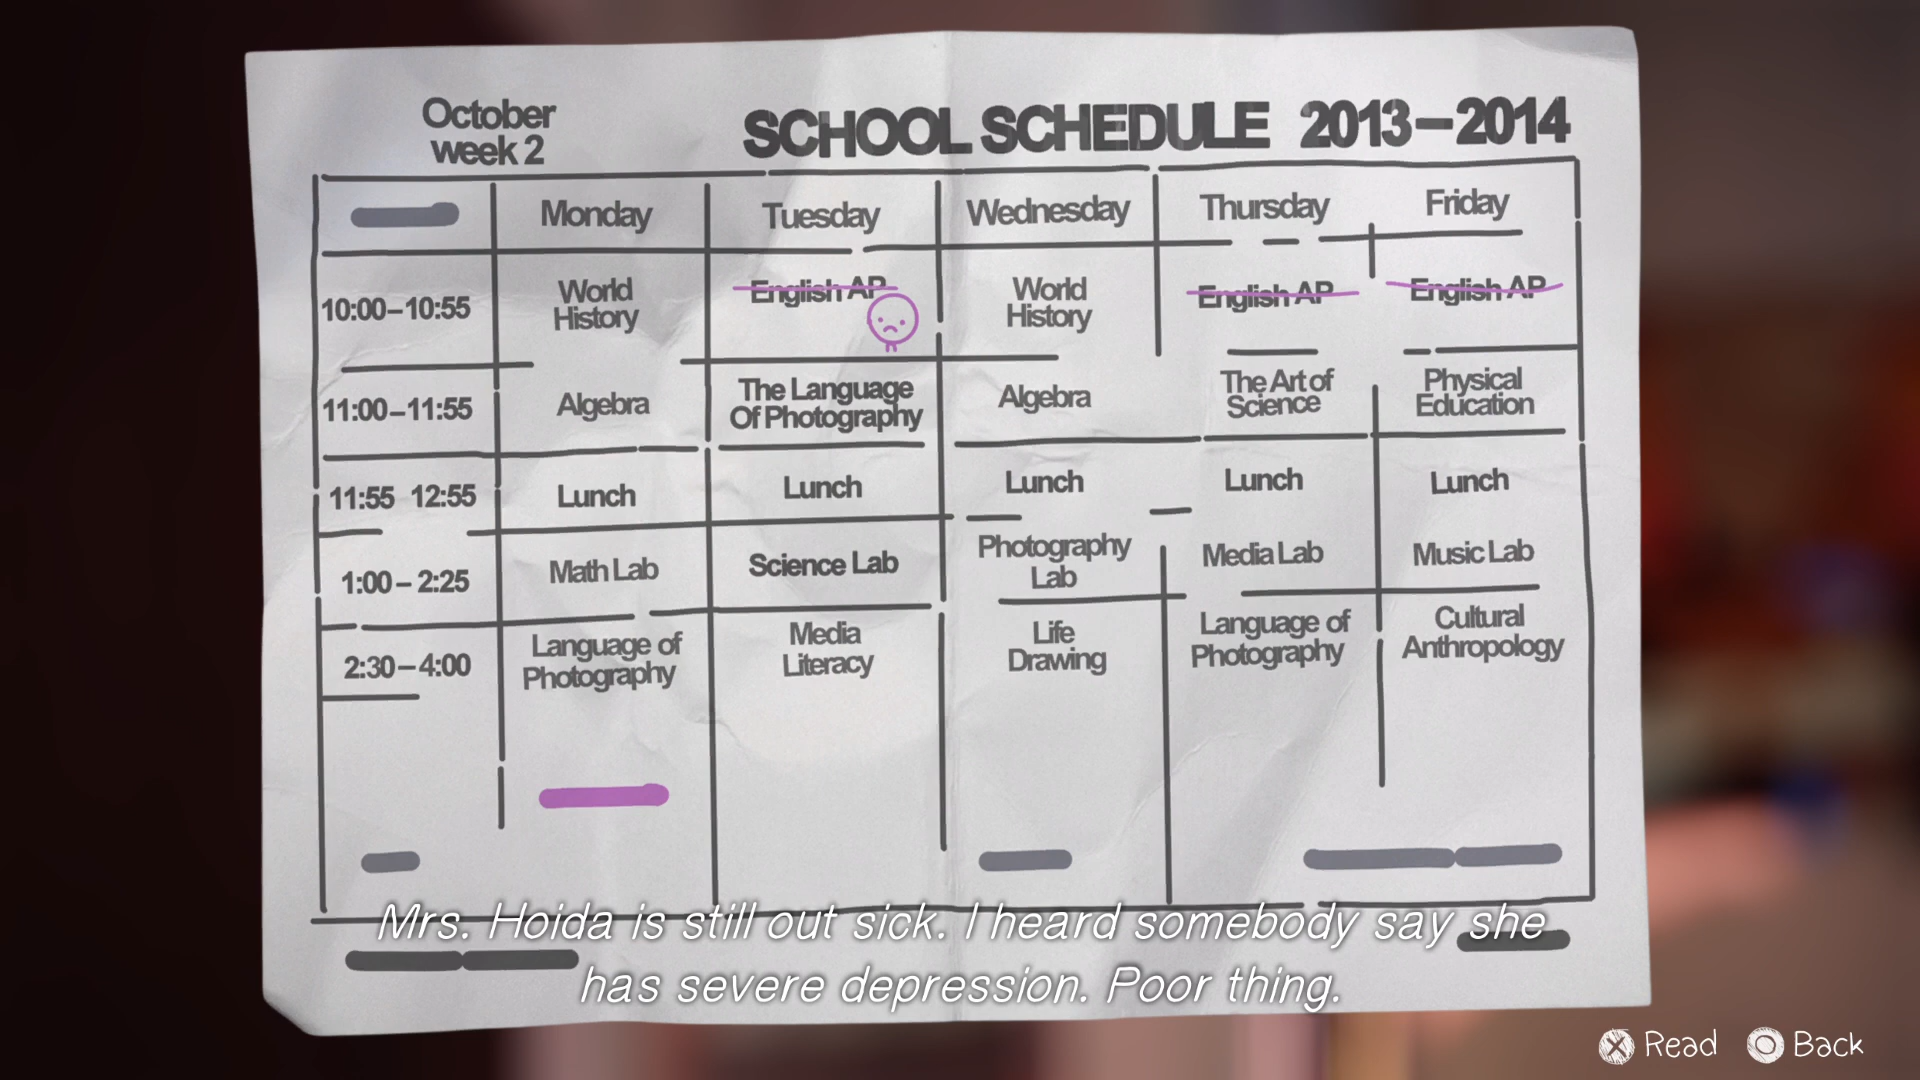 October
week 2
SCHOOL SCHEDULE 2013-2014
Monday Tuesday Wednesday Thursday Friday
10:00-10:55
World
History
English AP
World
History
English AP
English AP
11:00-11:55
Algebra
The Language
Of Photography
Algebra
The Art of
Science
Physical
Education
11:55 12:55
Lunch
Lunch
Lunch
Lunch
Lunch
1:00-2:25
Math Lab
Science Lab
Photography
Lab
Media Lab
Music Lab
2:30-4:00
Language of
Photography
Media
Literacy
Life
Drawing
Language of
Photography
Cultural
Anthropology
Mrs. Hoida is still out sick. I heard somebody say she
has severe depression. Poor thing.
Read Back